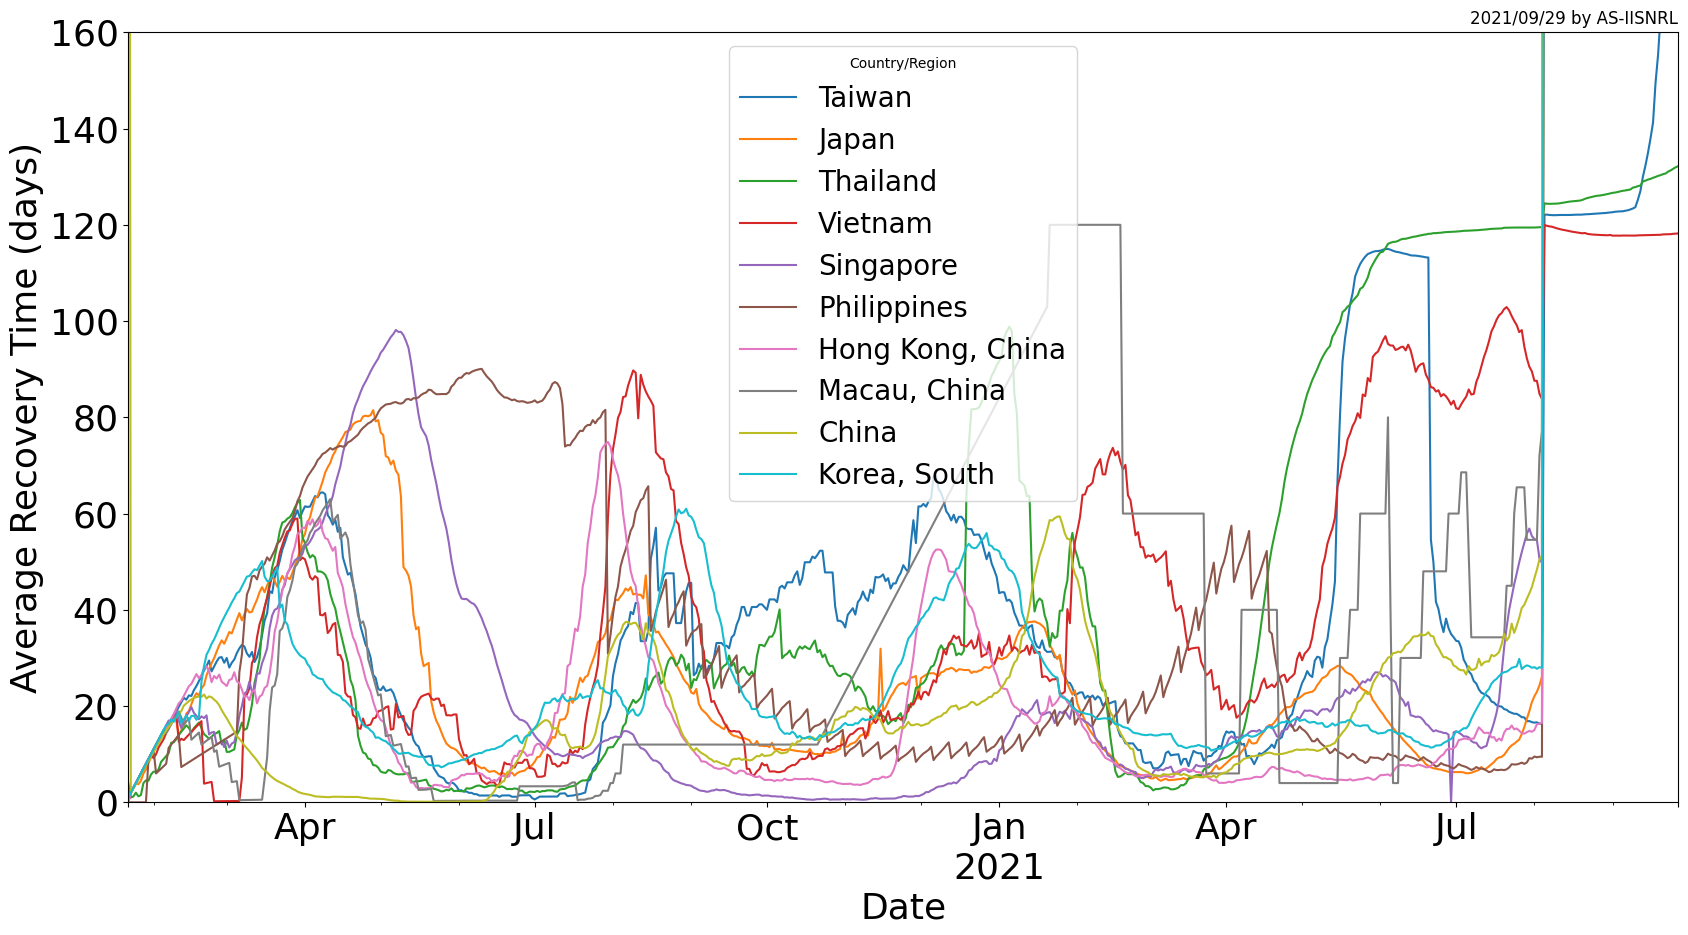 2021/09/29 by AS-IISNRL
160
140
120
100
80
60
40
20
0
Average Recovery Time (days)
Country/Region
Taiwan
Japan
Thailand
Vietnam
Singapore
Philippines
Hong Kong, China
Macau, China
China
Korea, South
Apr
Jul
Oct
Jan
2021
Apr
Jul
Date